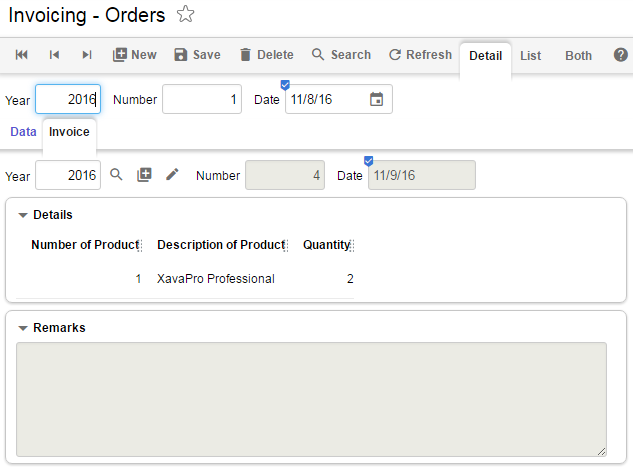 Invoicing - Orders
New Save Delete Search Refresh Detail List Both ?
Year 2016 Number 1 Date 11/8/16
Data Invoice
Year 2016 Number 4 Date 11/9/16
Details
Number of Product Description of Product Quantity
1 XavaPro Professional 2
Remarks